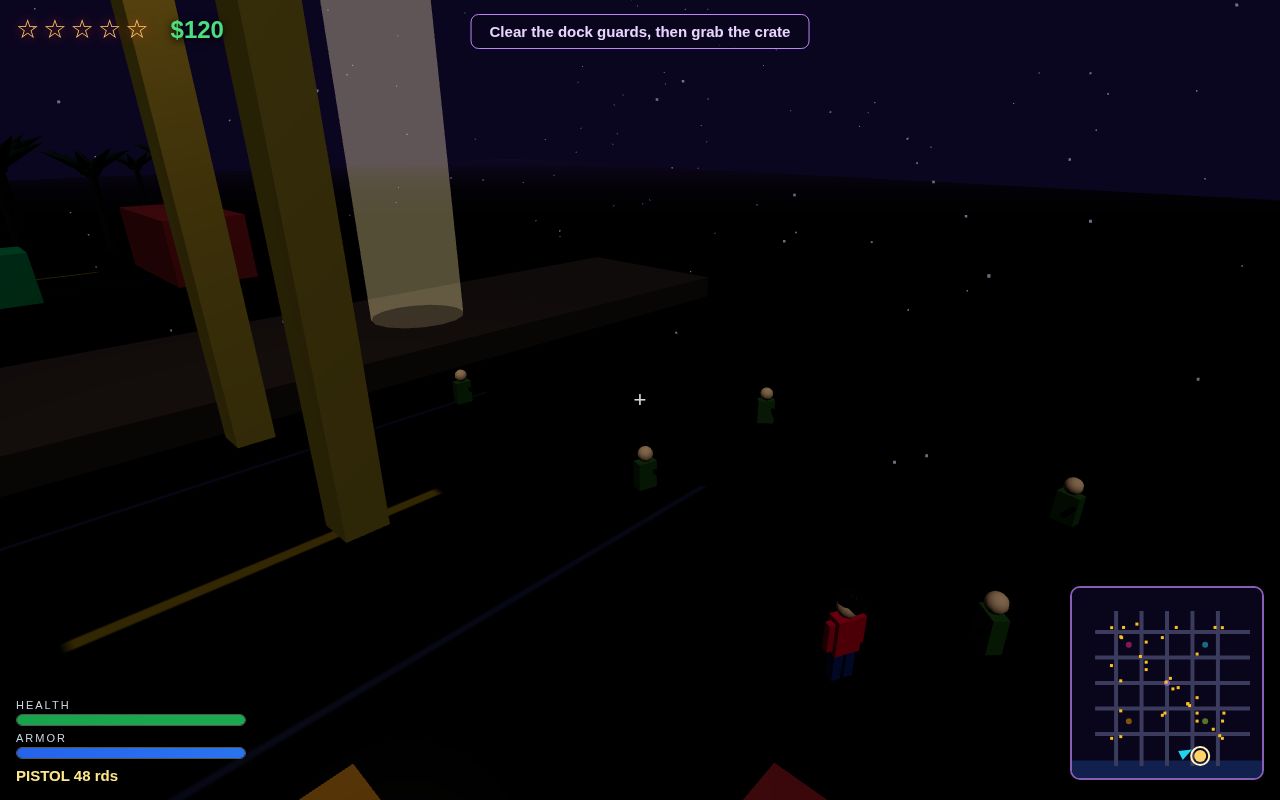 ☆☆☆☆☆ $120
Clear the dock guards, then grab the crate
HEALTH
ARMOR
PISTOL 48 rds